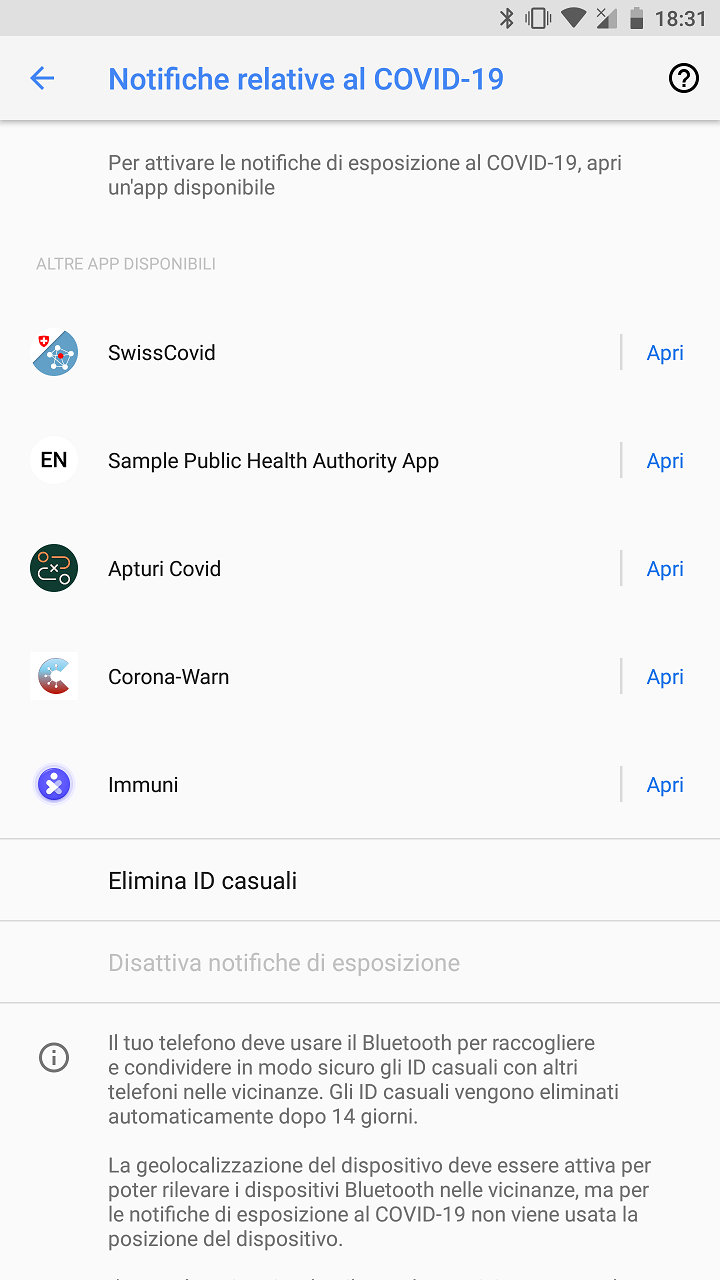 18:31
Notifiche relative al COVID-19
Per attivare le notifiche di esposizione al COVID-19, apri
un'app disponibile
ALTRE APP DISPONIBILI
SwissCovid
Apri
EN
Sample Public Health Authority App
Apri
Apturi Covid
Apri
Corona-Warn
Apri
Immuni
Apri
Elimina ID casuali
Disattiva notifiche di esposizione
Il tuo telefono deve usare il Bluetooth per raccogliere
e condividere in modo sicuro gli ID casuali con altri
telefoni nelle vicinanze. Gli ID casuali vengono eliminati
automaticamente dopo 14 giorni.
La geolocalizzazione del dispositivo deve essere attiva per
poter rilevare i dispositivi Bluetooth nelle vicinanze, ma per
le notifiche di esposizione al COVID-19 non viene usata la
posizione del dispositivo.